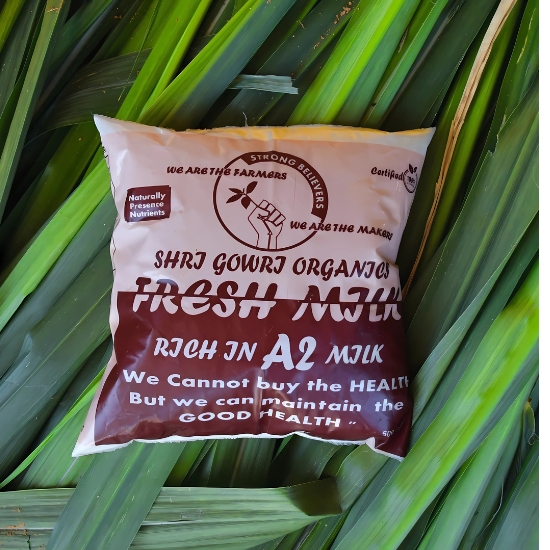 STRONG BELIEVERS
WE ARE THE FARMERS
Certified
Naturally
Presence
Nutrients
WE ARE THE MAKERS
SHRI GOWRI ORGANICS
FRESH MILK
RICH IN A2 MILK
We Cannot buy the HEALTH
But we can maintain the
GOOD HEALTH "